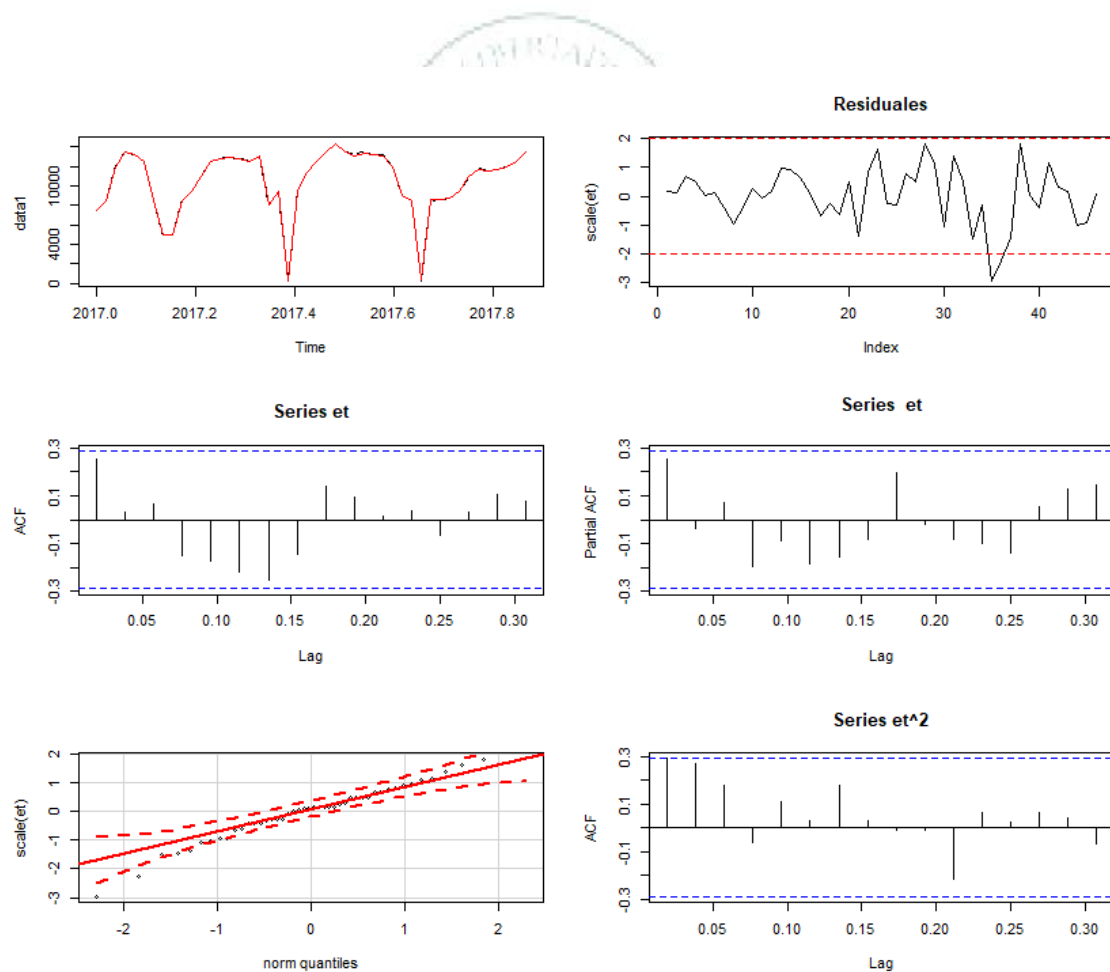 Residuales
data1
0 4000 10000
2017.0 2017.2 2017.4 2017.6 2017.8
Time
scale(et)
-3 -2 -1 0 1 2
0 10 20 30 40
Index
Series et
ACF
-0.3 -0.1 0.1 0.3
0.05 0.10 0.15 0.20 0.25 0.30
Lag
Series et
Partial ACF
-0.3 -0.1 0.1 0.3
0.05 0.10 0.15 0.20 0.25 0.30
Lag
scale(et)
-3 -2 -1 0 1 2
-2 -1 0 1 2
norm quantiles
Series et^2
ACF
-0.3 -0.1 0.1 0.3
0.05 0.10 0.15 0.20 0.25 0.30
Lag